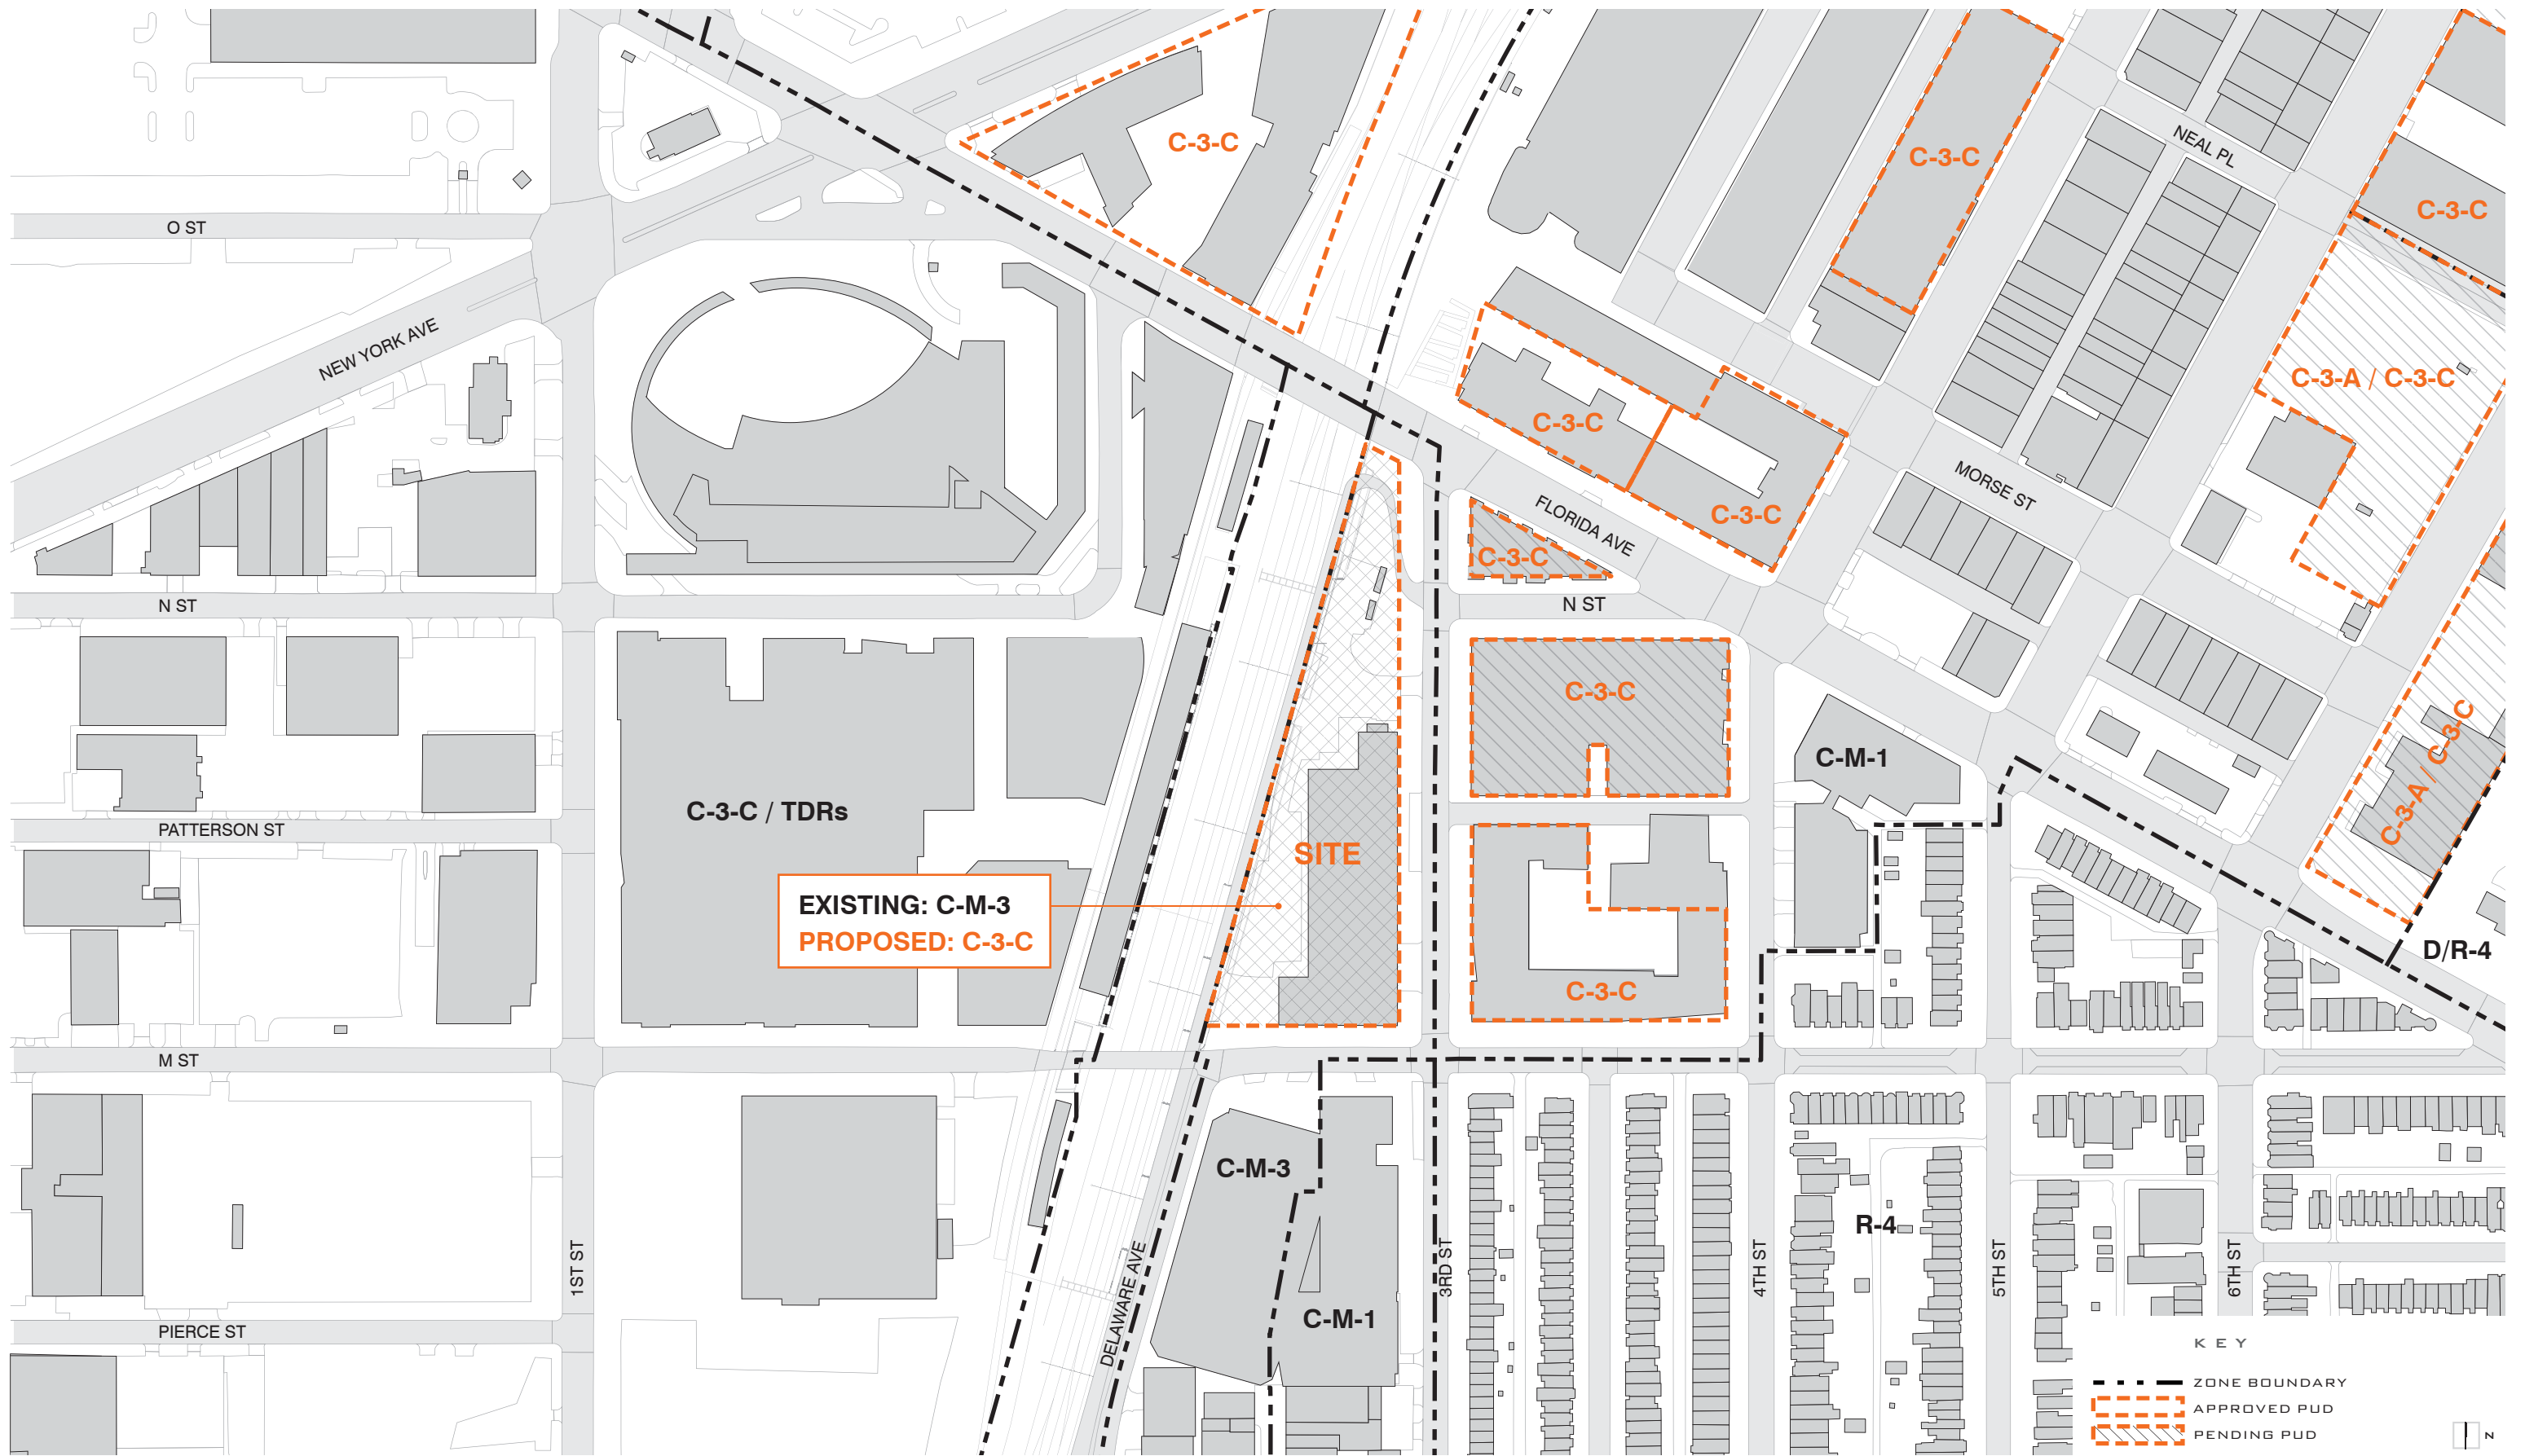 C-3-C
C-3-C
NEAL PL
C-3-C
O ST
NEW YORK AVE
C-3-A / C-3-C
C-3-C
MORSE ST
C-3-C
FLORIDA AVE
C-3-C
N ST
N ST
C-3-C
C-M-1
C-3-A / C-3-C
C-3-C / TDRs
PATTERSON ST
SITE
EXISTING: C-M-3
PROPOSED: C-3-C
D/R-4
C-3-C
M ST
C-M-3
R-4
1ST ST
DELAWARE AVE
3RD ST
4TH ST
5TH ST
6TH ST
C-M-1
PIERCE ST
KEY
ZONE BOUNDARY
APPROVED PUD
PENDING PUD
N